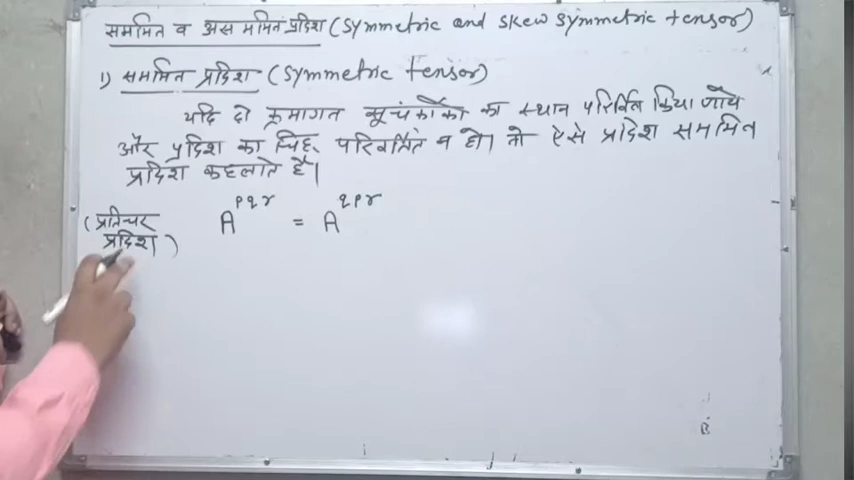 सममित व असममित प्रदिश (Symmetric and Skew Symmetric tensor)
1) सममित प्रदिश (Symmetric tensor)
यदि दो क्रमागत सूचकांको का स्थान परिवर्तित किया जाये
और प्रदिश का चिह्न परिवर्तित न हो। तो ऐसे प्रदिश सममित
प्रदिश कहलाते है।
(प्रतिचर प्रदिश) A^{pqr} = A^{qpr}
B